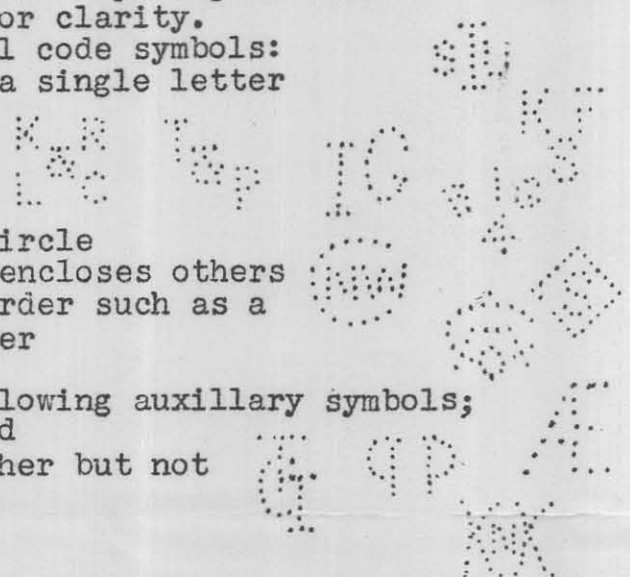 or clarity.
l code symbols:
a single letter
K R
&
L C
T
&
P
I G
K F
ircle
encloses others
rder such as a
er
NW
S
lowing auxillary symbols;
d
her but not
Æ